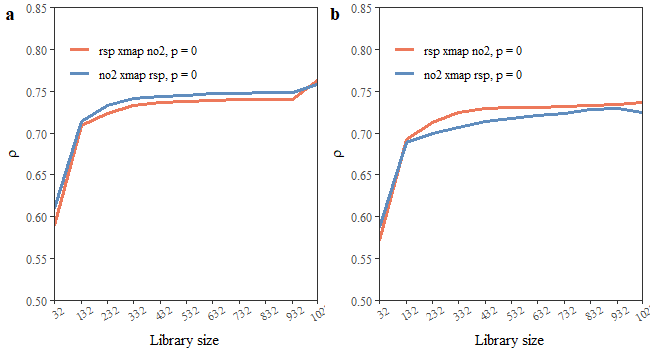 a
0.85
0.80
0.75
0.70
0.65
0.60
0.55
0.50
ρ
rsp xmap no2, p = 0
no2 xmap rsp, p = 0
32 132 232 332 432 532 632 732 832 932 102
Library size
b
0.85
0.80
0.75
0.70
0.65
0.60
0.55
0.50
ρ
rsp xmap no2, p = 0
no2 xmap rsp, p = 0
32 132 232 332 432 532 632 732 832 932 102
Library size